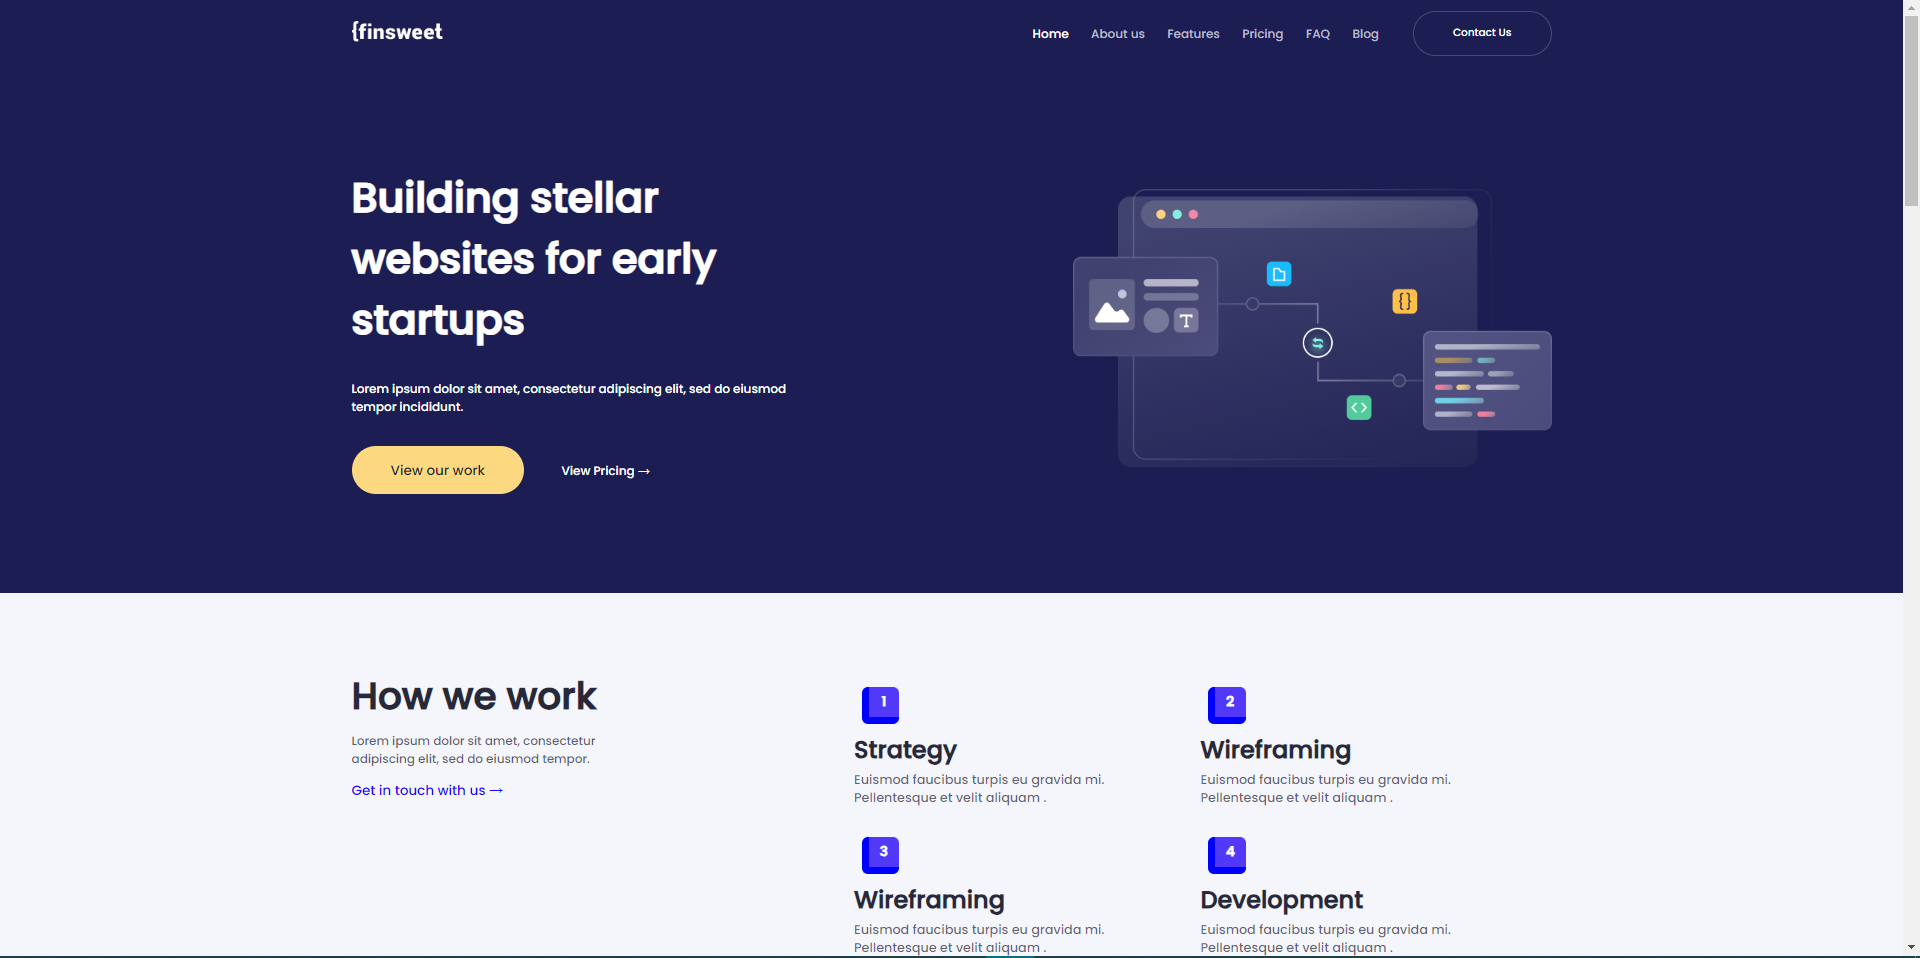 {finsweet
Home About us Features Pricing FAQ Blog Contact Us
Building stellar
websites for early
startups
Lorem ipsum dolor sit amet, consectetur adipiscing elit, sed do eiusmod
tempor incididunt.
View our work View Pricing →
T
{ }
< >
How we work
Lorem ipsum dolor sit amet, consectetur
adipiscing elit, sed do eiusmod tempor.
Get in touch with us →
1
Strategy
Euismod faucibus turpis eu gravida mi.
Pellentesque et velit aliquam .
2
Wireframing
Euismod faucibus turpis eu gravida mi.
Pellentesque et velit aliquam .
3
Wireframing
Euismod faucibus turpis eu gravida mi.
Pellentesque et velit aliquam .
4
Development
Euismod faucibus turpis eu gravida mi.
Pellentesque et velit aliquam .